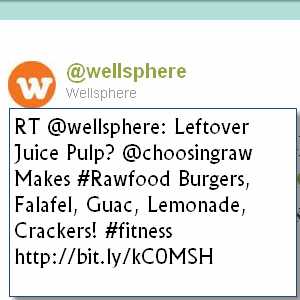 @wellsphere
Wellsphere
RT @wellsphere: Leftover
Juice Pulp? @choosingraw
Makes #Rawfood Burgers,
Falafel, Guac, Lemonade,
Crackers! #fitness
http://bit.ly/kC0MSH